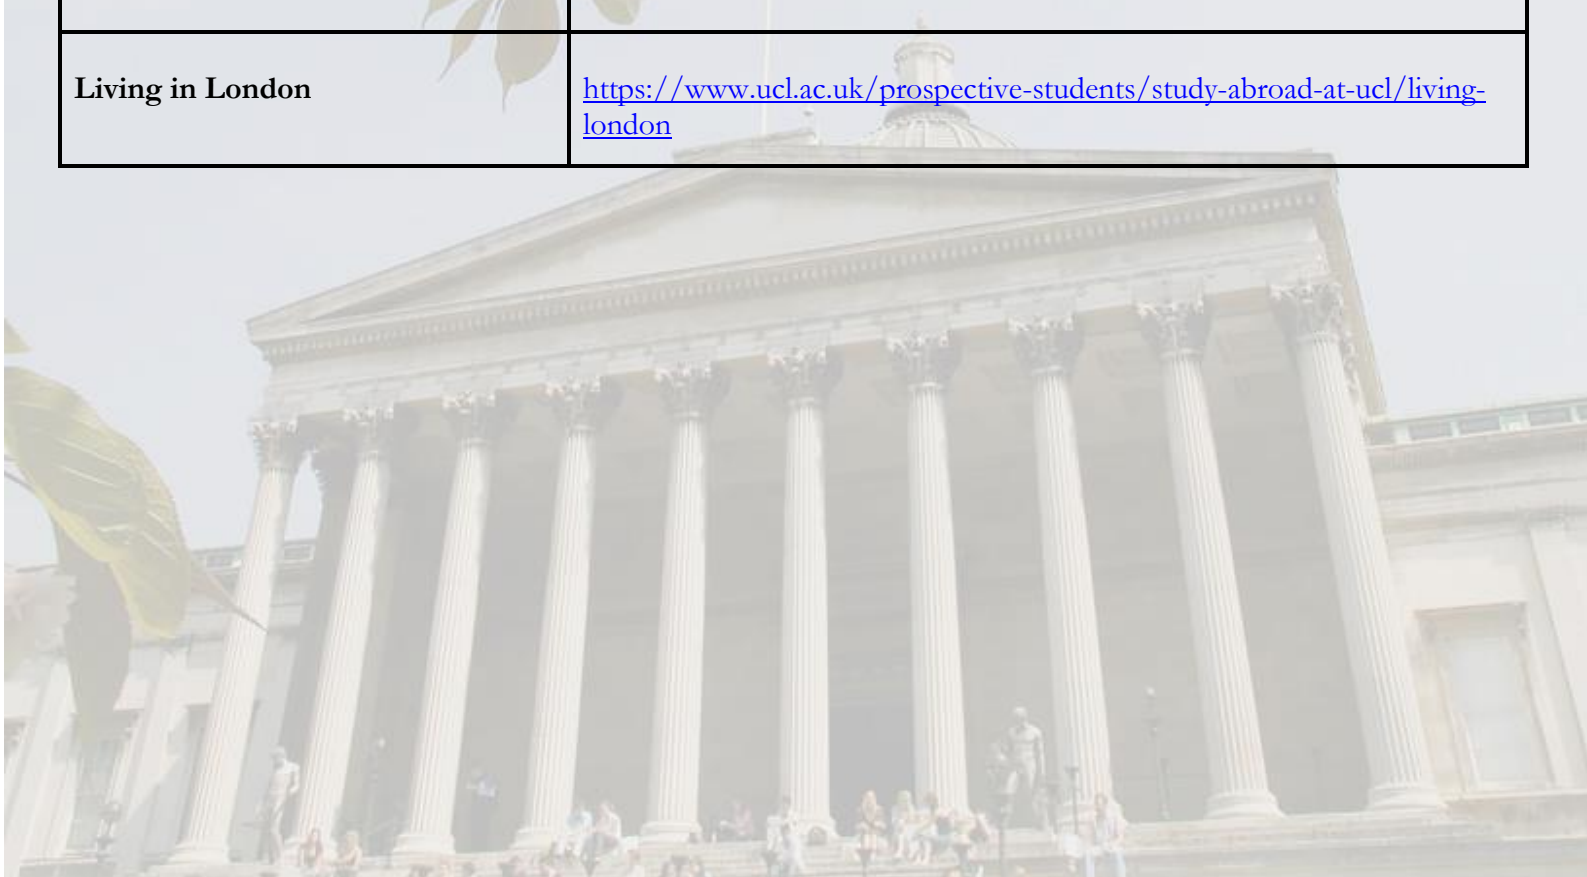 Living in London
https://www.ucl.ac.uk/prospective-students/study-abroad-at-ucl/living-
london